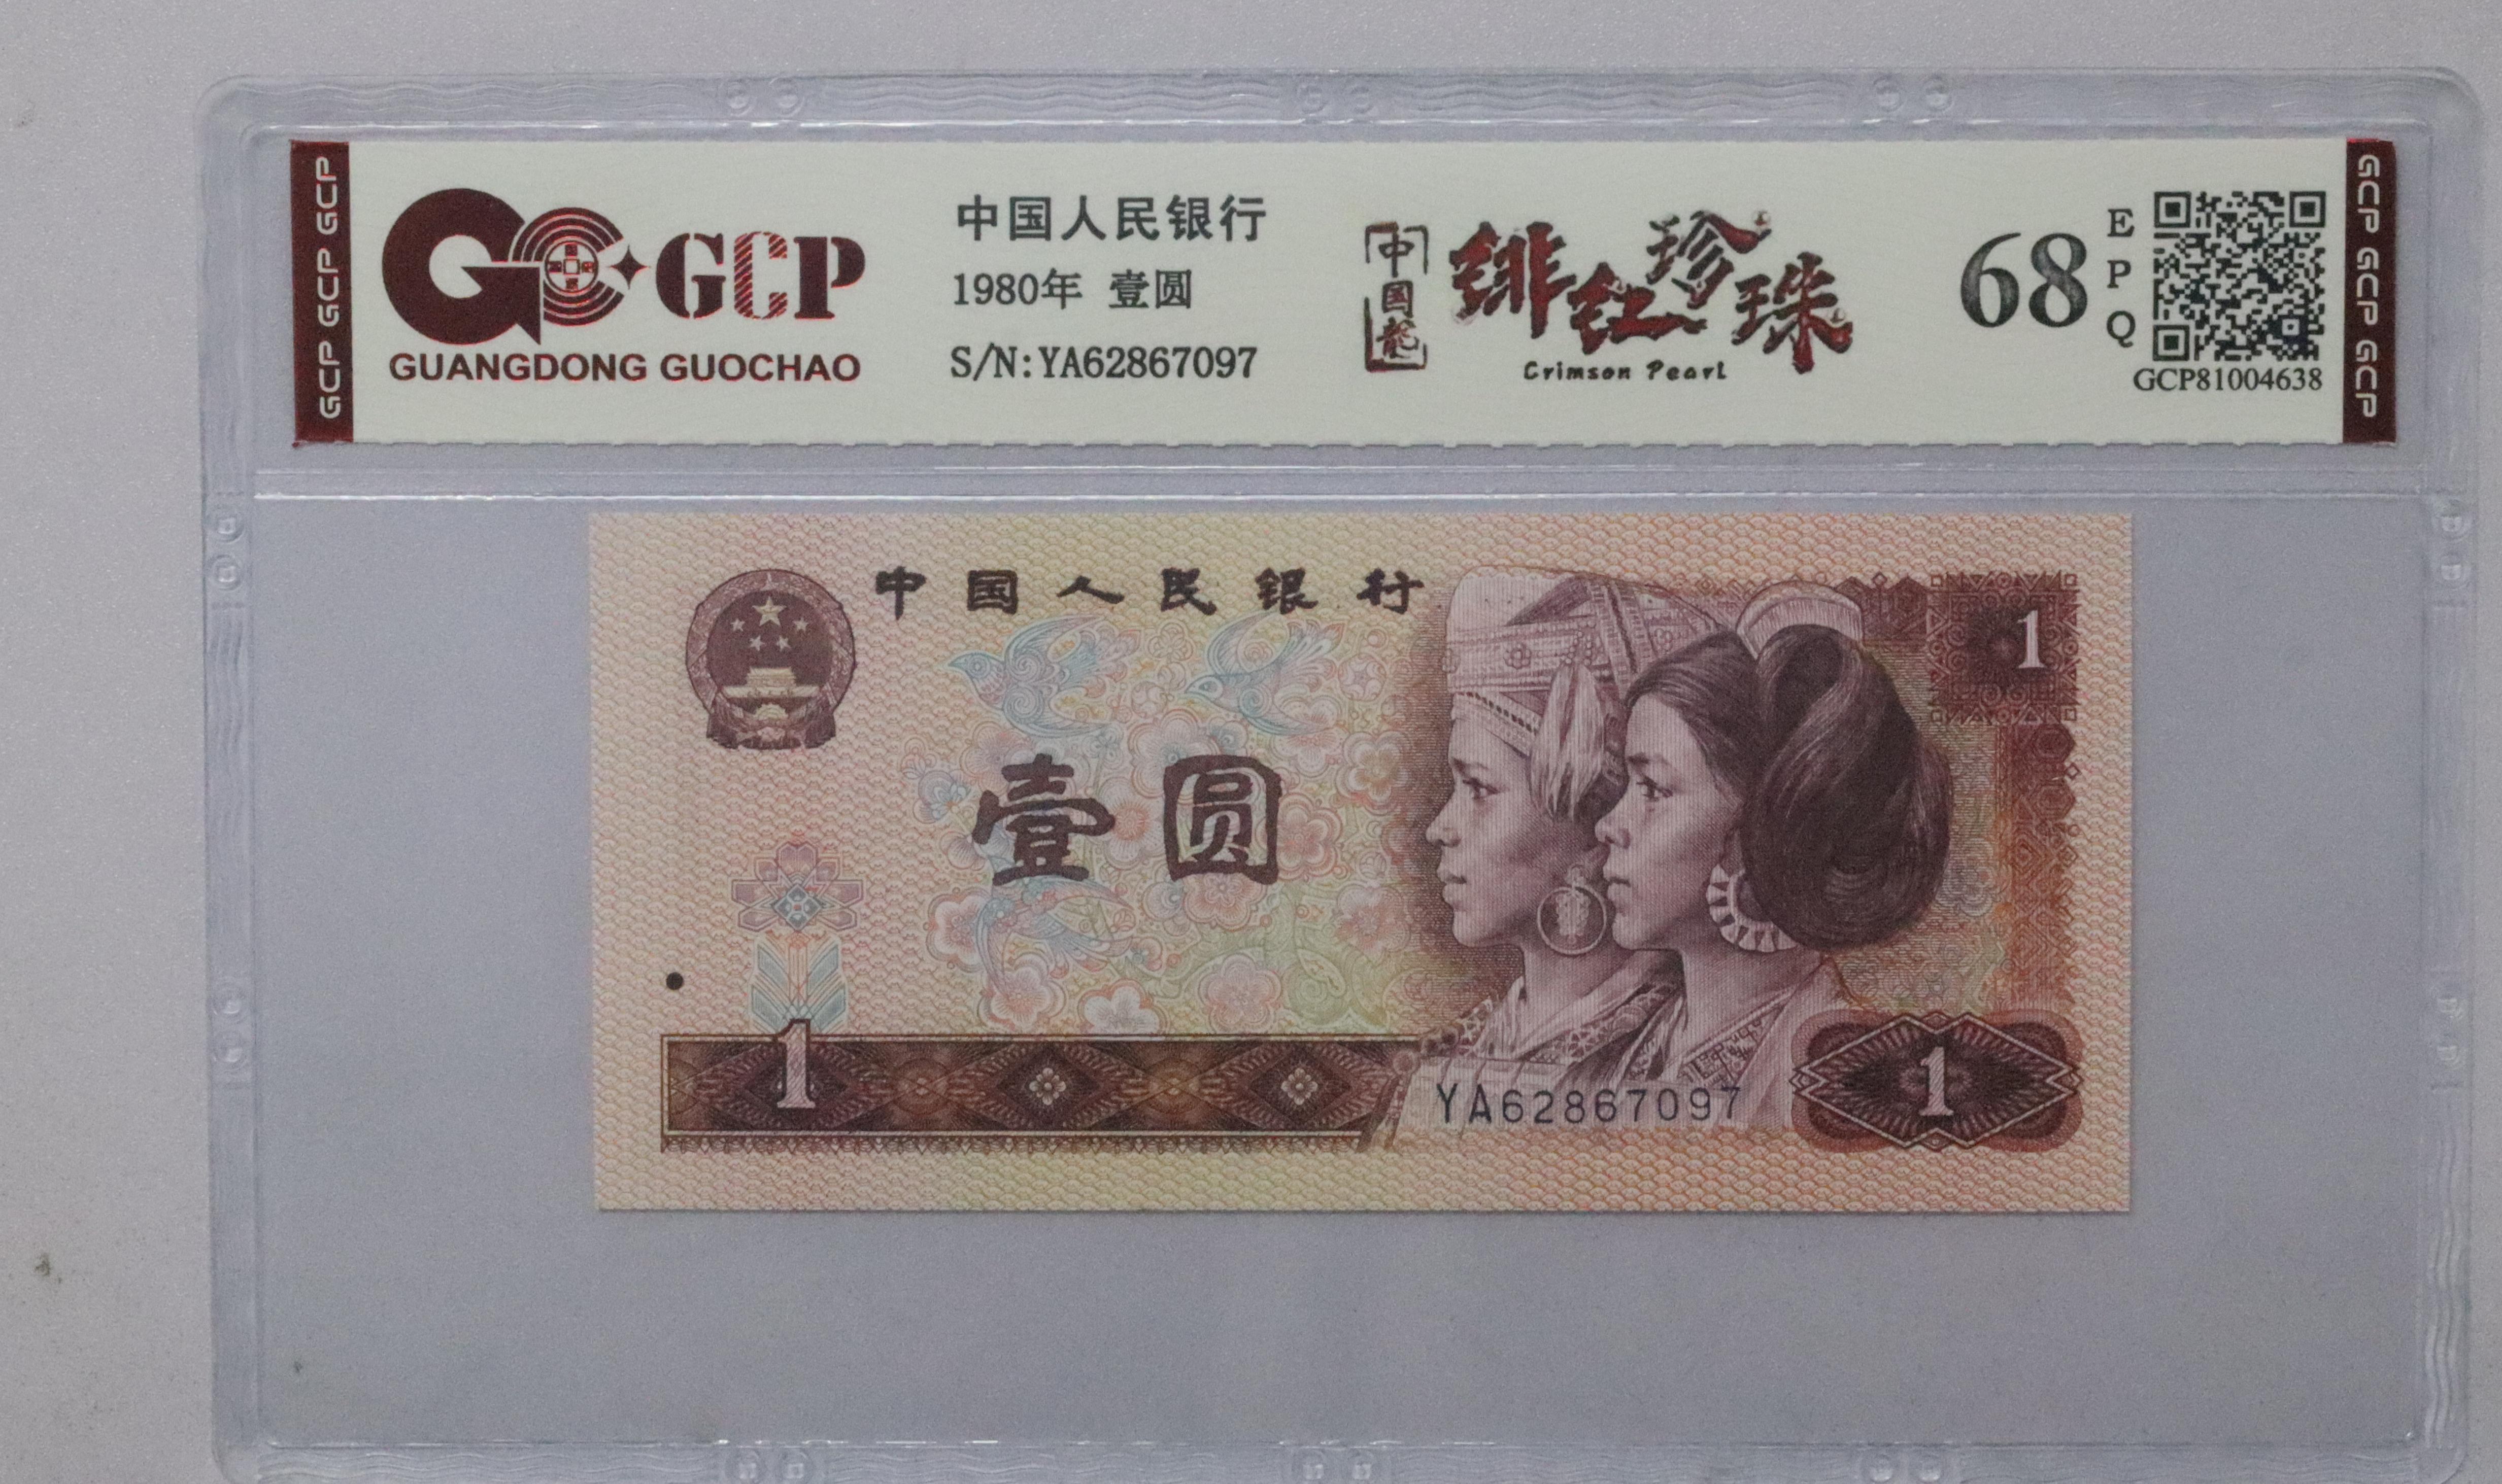 GCP GCP GCP
GCP
GUANGDONG GUOCHAO
中国人民银行
1980年 壹圆
S/N:YA62867097
中国龍
绯红珍珠
Crimson Pearl
68
EPQ
GCP81004638
GCP GCP GCP
中国人民银行
1
壹圆
1
YA62867097
1